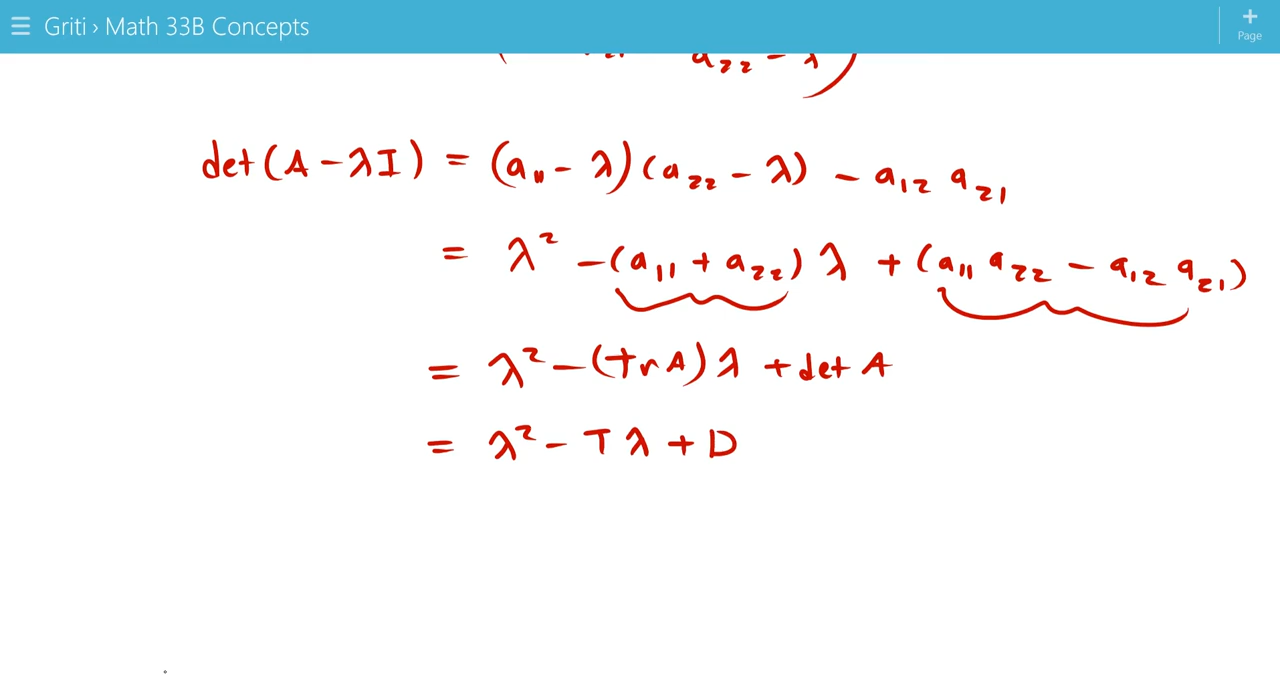 Griti › Math 33B Concepts
Page
a₂₂ - λ)
det(A - λI) = (a₁₁ - λ)(a₂₂ - λ) - a₁₂ a₂₁
= λ² - (a₁₁ + a₂₂) λ + (a₁₁ a₂₂ - a₁₂ a₂₁)
= λ² - (tr A) λ + det A
= λ² - T λ + D